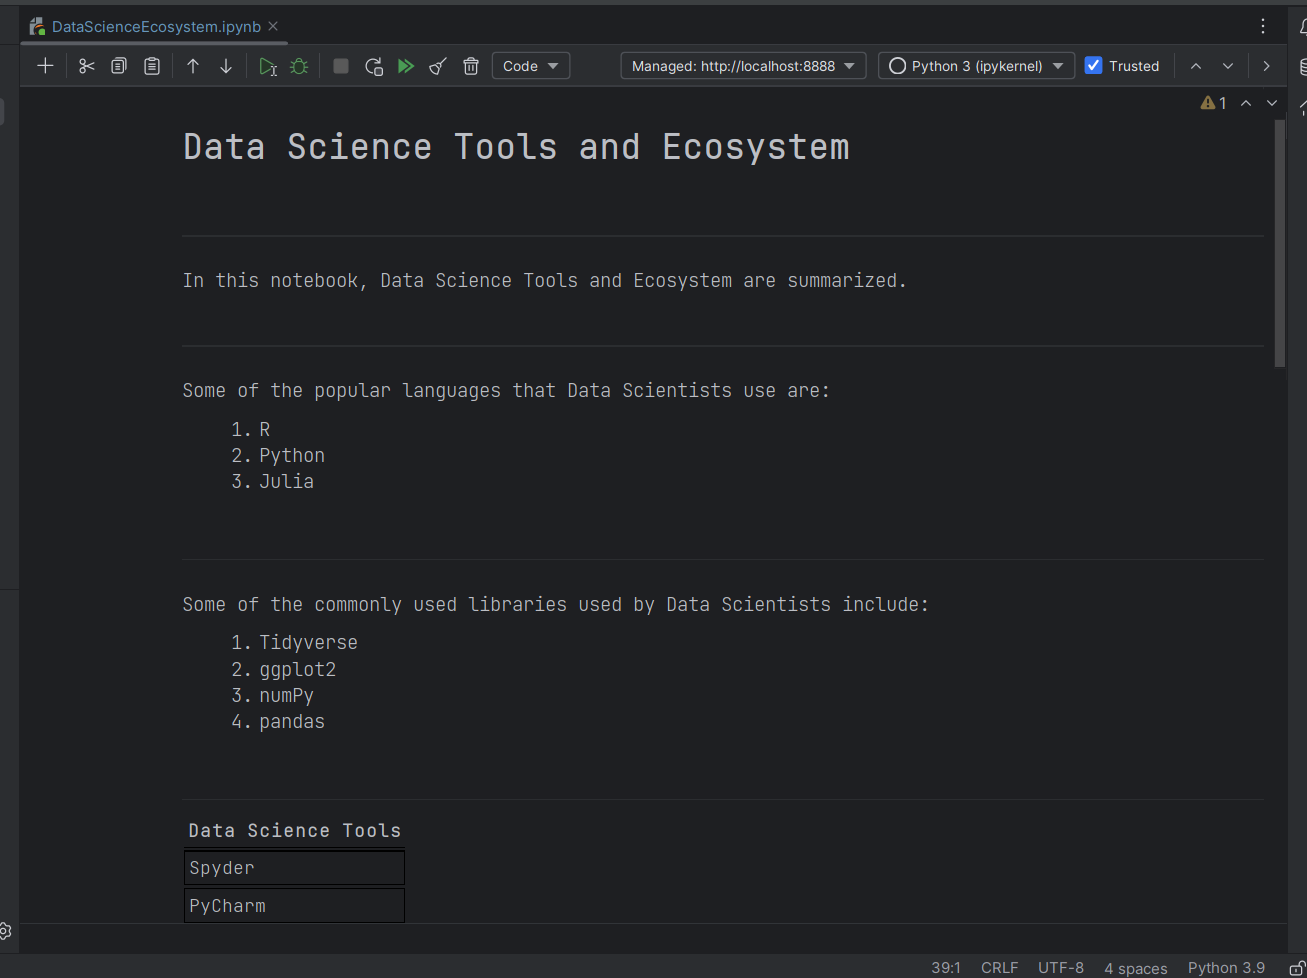 DataScienceEcosystem.ipynb
Code
Managed: http://localhost:8888
Python 3 (ipykernel)
Trusted
1
Data Science Tools and Ecosystem
In this notebook, Data Science Tools and Ecosystem are summarized.
Some of the popular languages that Data Scientists use are:
1. R
2. Python
3. Julia
Some of the commonly used libraries used by Data Scientists include:
1. Tidyverse
2. ggplot2
3. numPy
4. pandas
Data Science Tools
Spyder
PyCharm
39:1 CRLF UTF-8 4 spaces Python 3.9